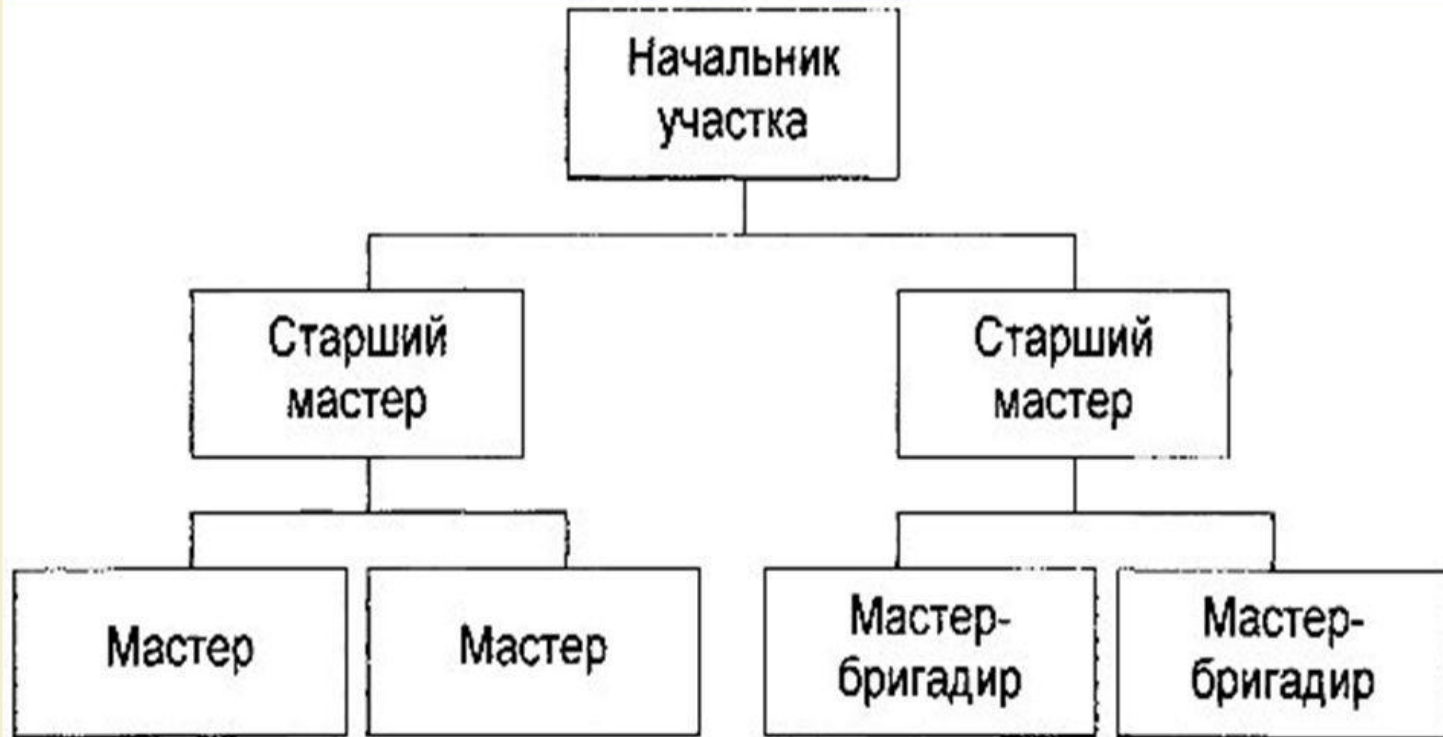 Начальник
участка
Старший
мастер
Старший
мастер
Мастер
Мастер
Мастер-
бригадир
Мастер-
бригадир